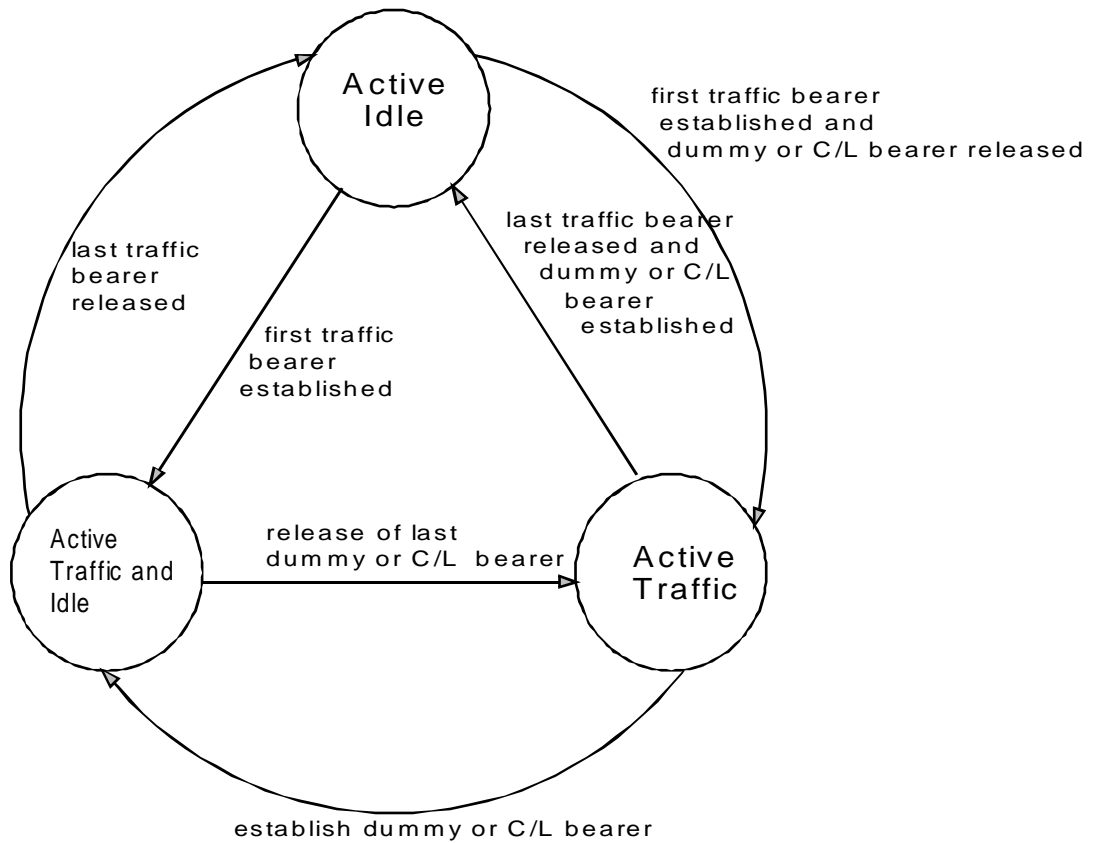 Active
Idle
first traffic bearer
established and
dummy or C/L bearer released
last traffic bearer
released and
dummy or C/L
bearer
established
last traffic
bearer
released
first traffic
bearer
established
Active
Traffic and
Idle
release of last
dummy or C/L bearer
Active
Traffic
establish dummy or C/L bearer